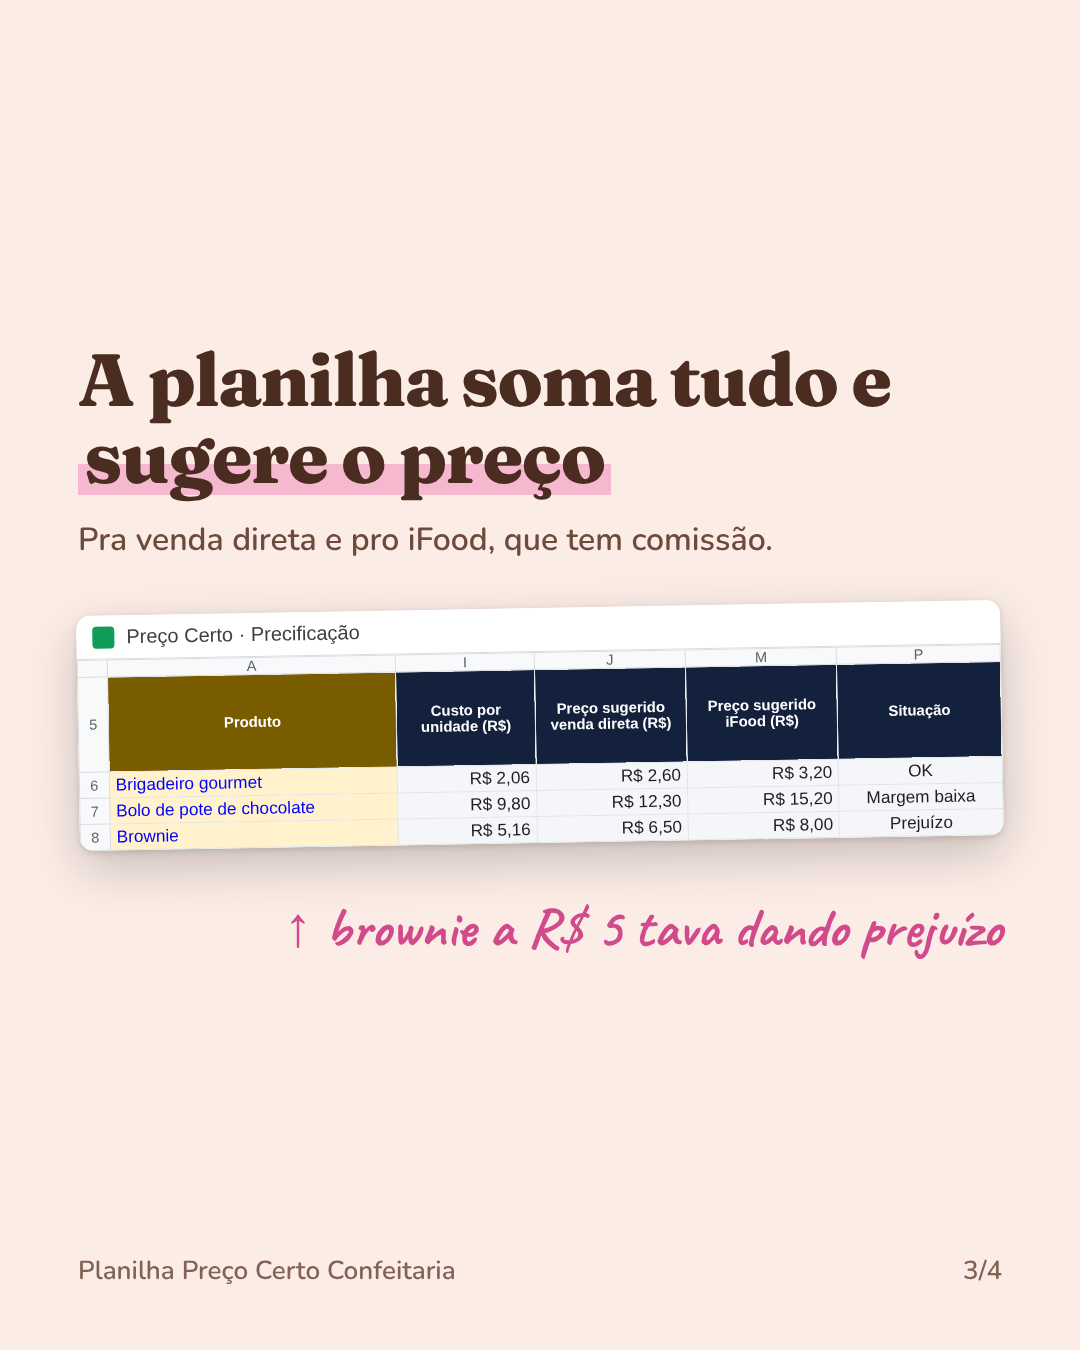 A planilha soma tudo e
sugere o preço
Pra venda direta e pro iFood, que tem comissão.
Preço Certo · Precificação
A I J M P
5 Produto Custo por unidade (R$) Preço sugerido venda direta (R$) Preço sugerido iFood (R$) Situação
6 Brigadeiro gourmet R$ 2,06 R$ 2,60 R$ 3,20 OK
7 Bolo de pote de chocolate R$ 9,80 R$ 12,30 R$ 15,20 Margem baixa
8 Brownie R$ 5,16 R$ 6,50 R$ 8,00 Prejuízo
↑ brownie a R$ 5 tava dando prejuízo
Planilha Preço Certo Confeitaria 3/4